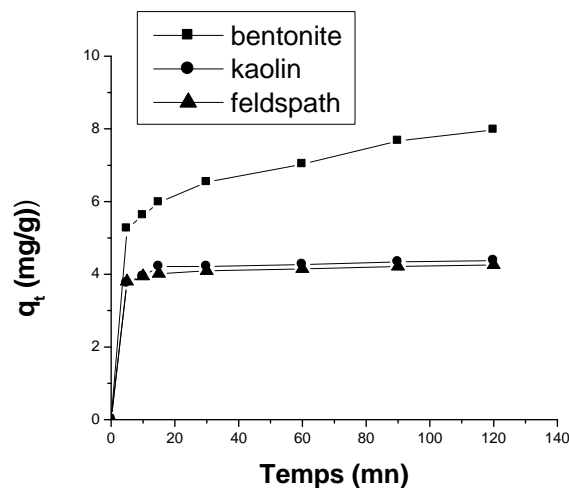 bentonite
kaolin
feldspath
10
8
6
4
2
0
0 20 40 60 80 100 120 140
q_t (mg/g))
Temps (mn)